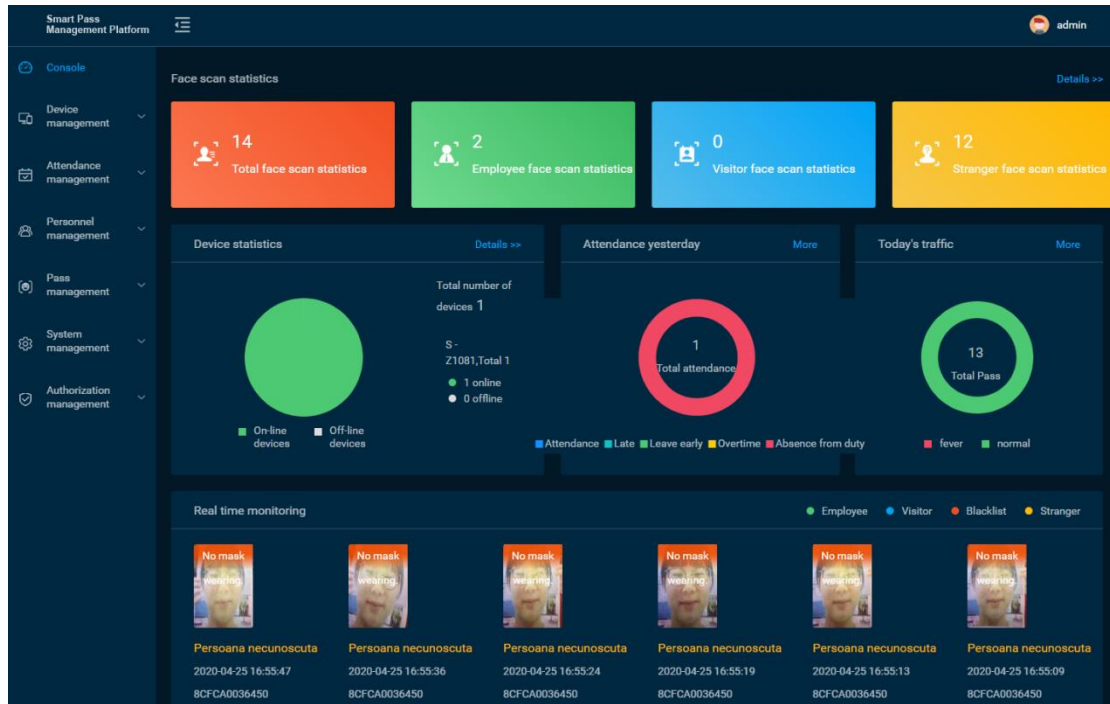 Smart Pass
Management Platform
admin
Console
Device
management
Attendance
management
Personnel
management
Pass
management
System
management
Authorization
management
Face scan statistics
Details >>
14
Total face scan statistics
2
Employee face scan statistics
0
Visitor face scan statistics
12
Stranger face scan statistics
Device statistics
Details >>
Total number of
devices 1
S -
Z1081,Total 1
1 online
0 offline
On-line
devices
Off-line
devices
Attendance yesterday
More
1
Total attendance
Attendance Late Leave early Overtime Absence from duty
Today's traffic
More
13
Total Pass
fever normal
Real time monitoring
Employee Visitor Blacklist Stranger
No mask
wearing.
Persoana necunoscuta
2020-04-25 16:55:47
8CFCA0036450
No mask
wearing.
Persoana necunoscuta
2020-04-25 16:55:36
8CFCA0036450
No mask
wearing.
Persoana necunoscuta
2020-04-25 16:55:24
8CFCA0036450
No mask
wearing.
Persoana necunoscuta
2020-04-25 16:55:19
8CFCA0036450
No mask
wearing.
Persoana necunoscuta
2020-04-25 16:55:13
8CFCA0036450
No mask
wearing.
Persoana necunoscuta
2020-04-25 16:55:09
8CFCA0036450